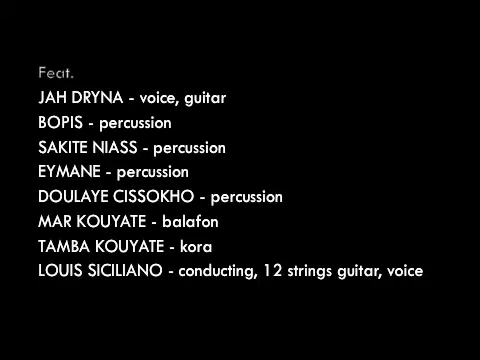 Feat.
JAH DRYNA - voice, guitar
BOPIS - percussion
SAKITE NIASS - percussion
EYMANE - percussion
DOULAYE CISSOKHO - percussion
MAR KOUYATE - balafon
TAMBA KOUYATE - kora
LOUIS SICILIANO - conducting, 12 strings guitar, voice